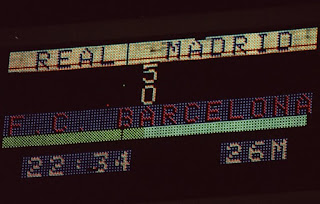 REAL MADRID
5
0
F.C. BARCELONA
22:34 26M